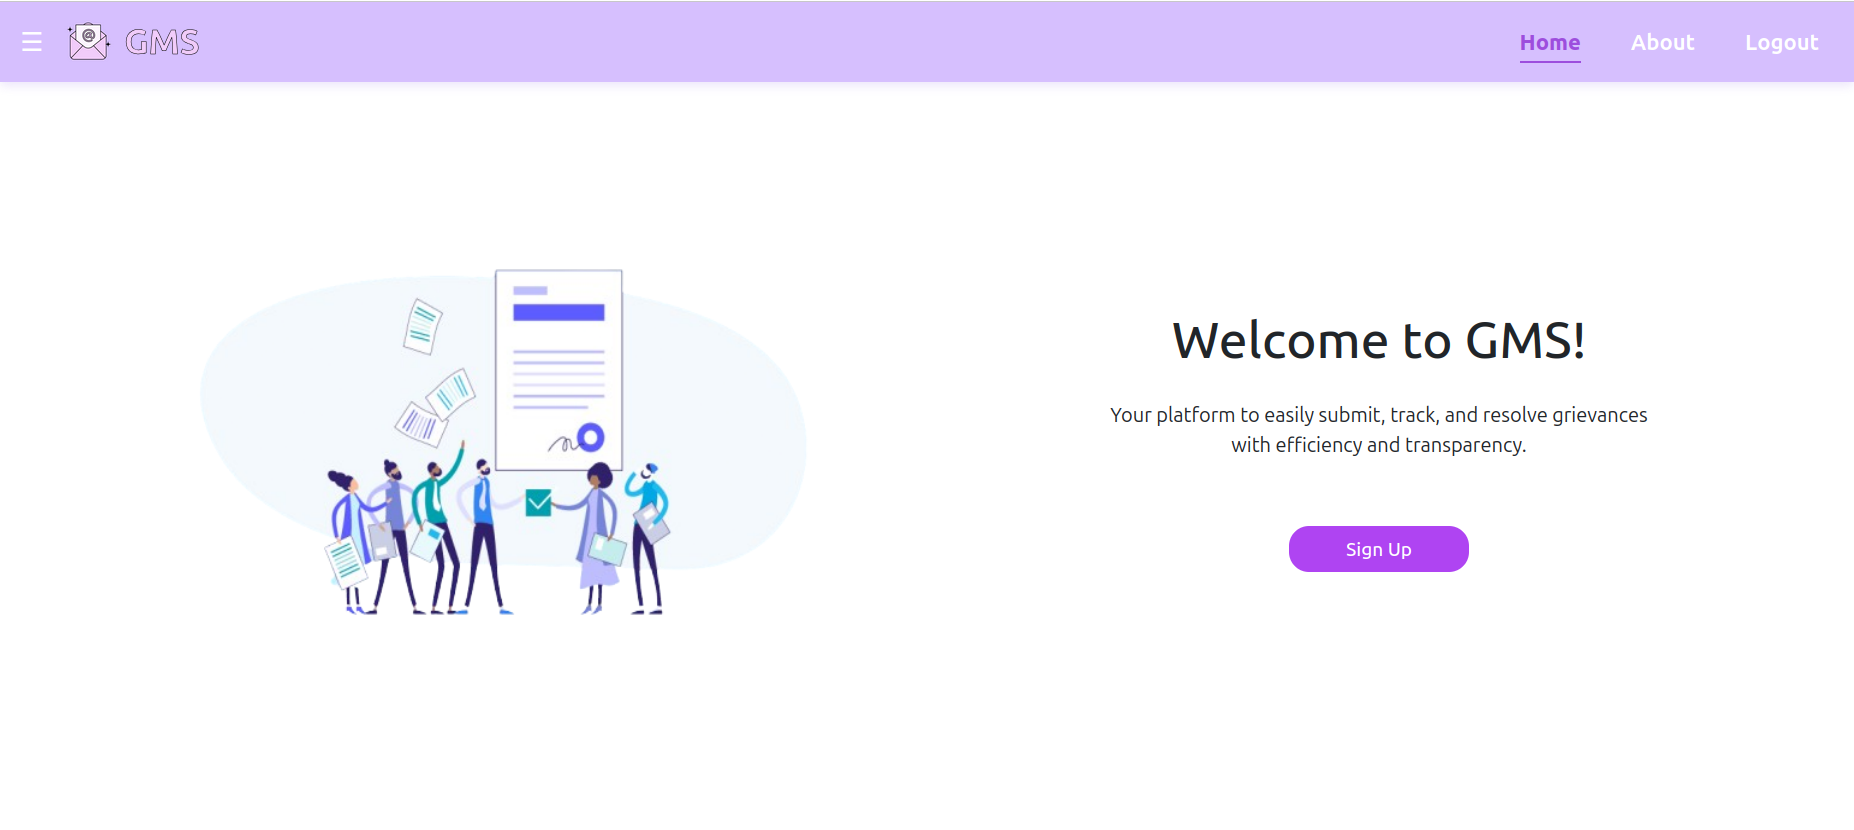 ☰ @ GMS Home About Logout
Welcome to GMS!
Your platform to easily submit, track, and resolve grievances
with efficiency and transparency.
Sign Up